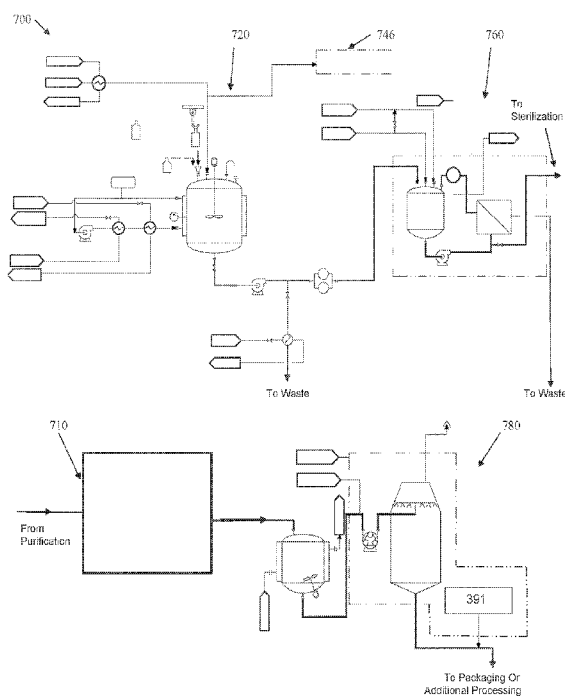 700
720
746
760
To
Sterilization
To Waste
To Waste
710
780
From
Purification
391
To Packaging Or
Additional Processing